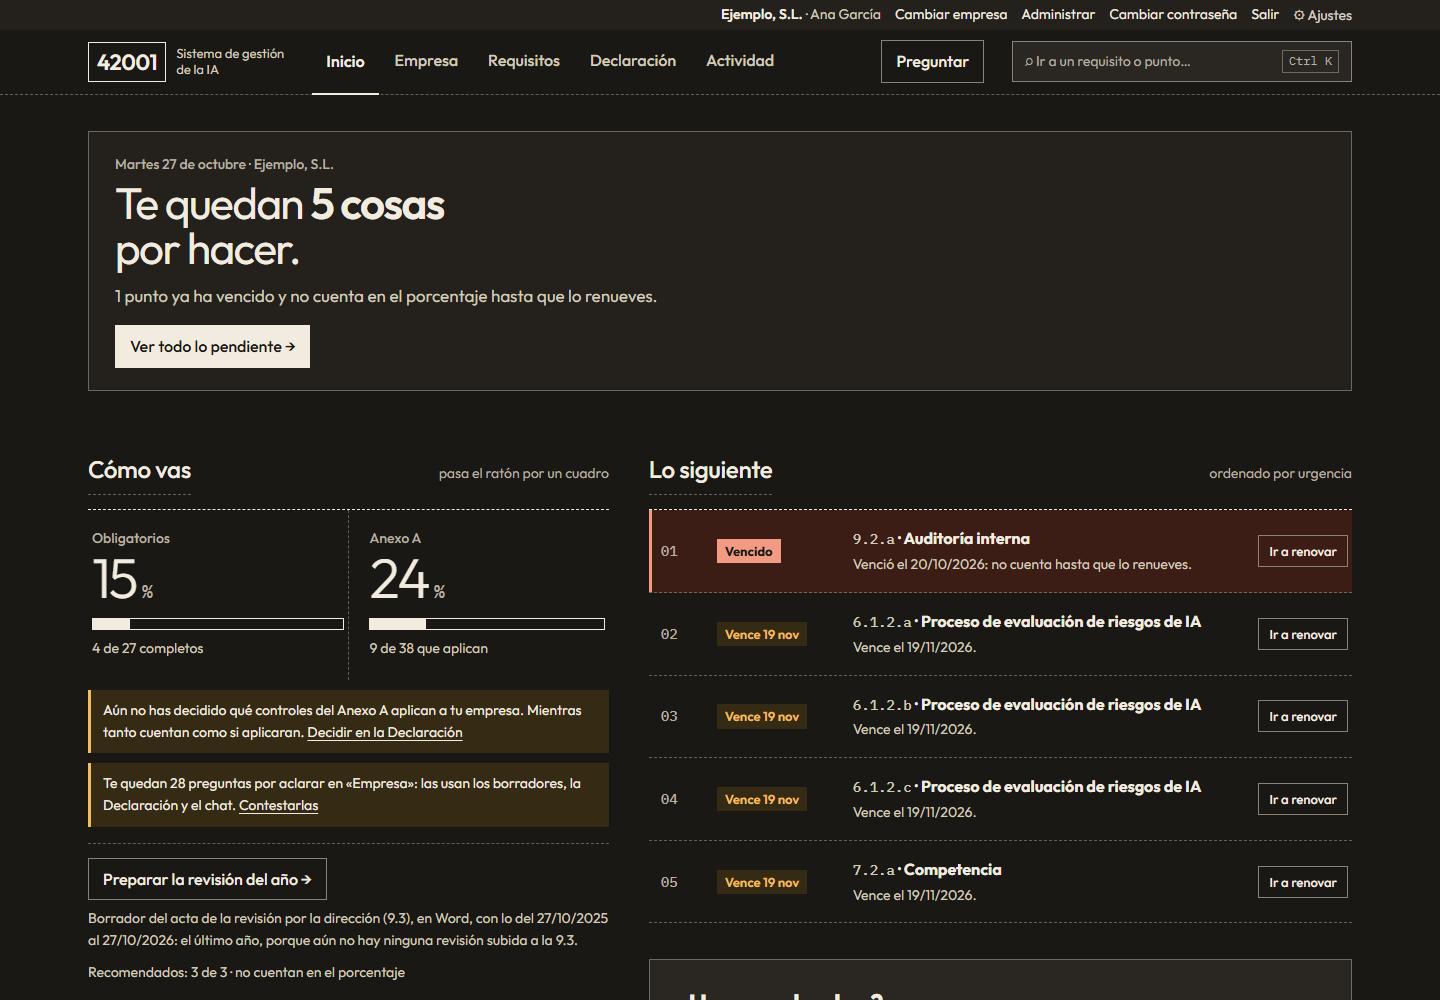 Ejemplo, S.L. · Ana García Cambiar empresa Administrar Cambiar contraseña Salir ⚙ Ajustes
42001 Sistema de gestión
de la IA
Inicio Empresa Requisitos Declaración Actividad Preguntar ⌕ Ir a un requisito o punto... Ctrl K
Martes 27 de octubre · Ejemplo, S.L.
Te quedan 5 cosas
por hacer.
1 punto ya ha vencido y no cuenta en el porcentaje hasta que lo renueves.
Ver todo lo pendiente →
Cómo vas pasa el ratón por un cuadro
Obligatorios
15 %
4 de 27 completos
Anexo A
24 %
9 de 38 que aplican
Aún no has decidido qué controles del Anexo A aplican a tu empresa. Mientras
tanto cuentan como si aplicaran. Decidir en la Declaración
Te quedan 28 preguntas por aclarar en «Empresa»: las usan los borradores, la
Declaración y el chat. Contestarlas
Preparar la revisión del año →
Borrador del acta de la revisión por la dirección (9.3), en Word, con lo del 27/10/2025
al 27/10/2026: el último año, porque aún no hay ninguna revisión subida a la 9.3.
Recomendados: 3 de 3 · no cuentan en el porcentaje
Lo siguiente ordenado por urgencia
01 Vencido 9.2.a · Auditoría interna Ir a renovar
Venció el 20/10/2026: no cuenta hasta que lo renueves.
02 Vence 19 nov 6.1.2.a · Proceso de evaluación de riesgos de IA Ir a renovar
Vence el 19/11/2026.
03 Vence 19 nov 6.1.2.b · Proceso de evaluación de riesgos de IA Ir a renovar
Vence el 19/11/2026.
04 Vence 19 nov 6.1.2.c · Proceso de evaluación de riesgos de IA Ir a renovar
Vence el 19/11/2026.
05 Vence 19 nov 7.2.a · Competencia Ir a renovar
Vence el 19/11/2026.